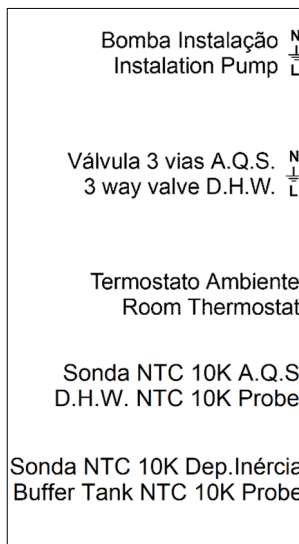 Bomba Instalação N
Instalation Pump L
Válvula 3 vias A.Q.S. N
3 way valve D.H.W. L
Termostato Ambiente
Room Thermostat
Sonda NTC 10K A.Q.S
D.H.W. NTC 10K Probe
Sonda NTC 10K Dep.Inércia
Buffer Tank NTC 10K Probe